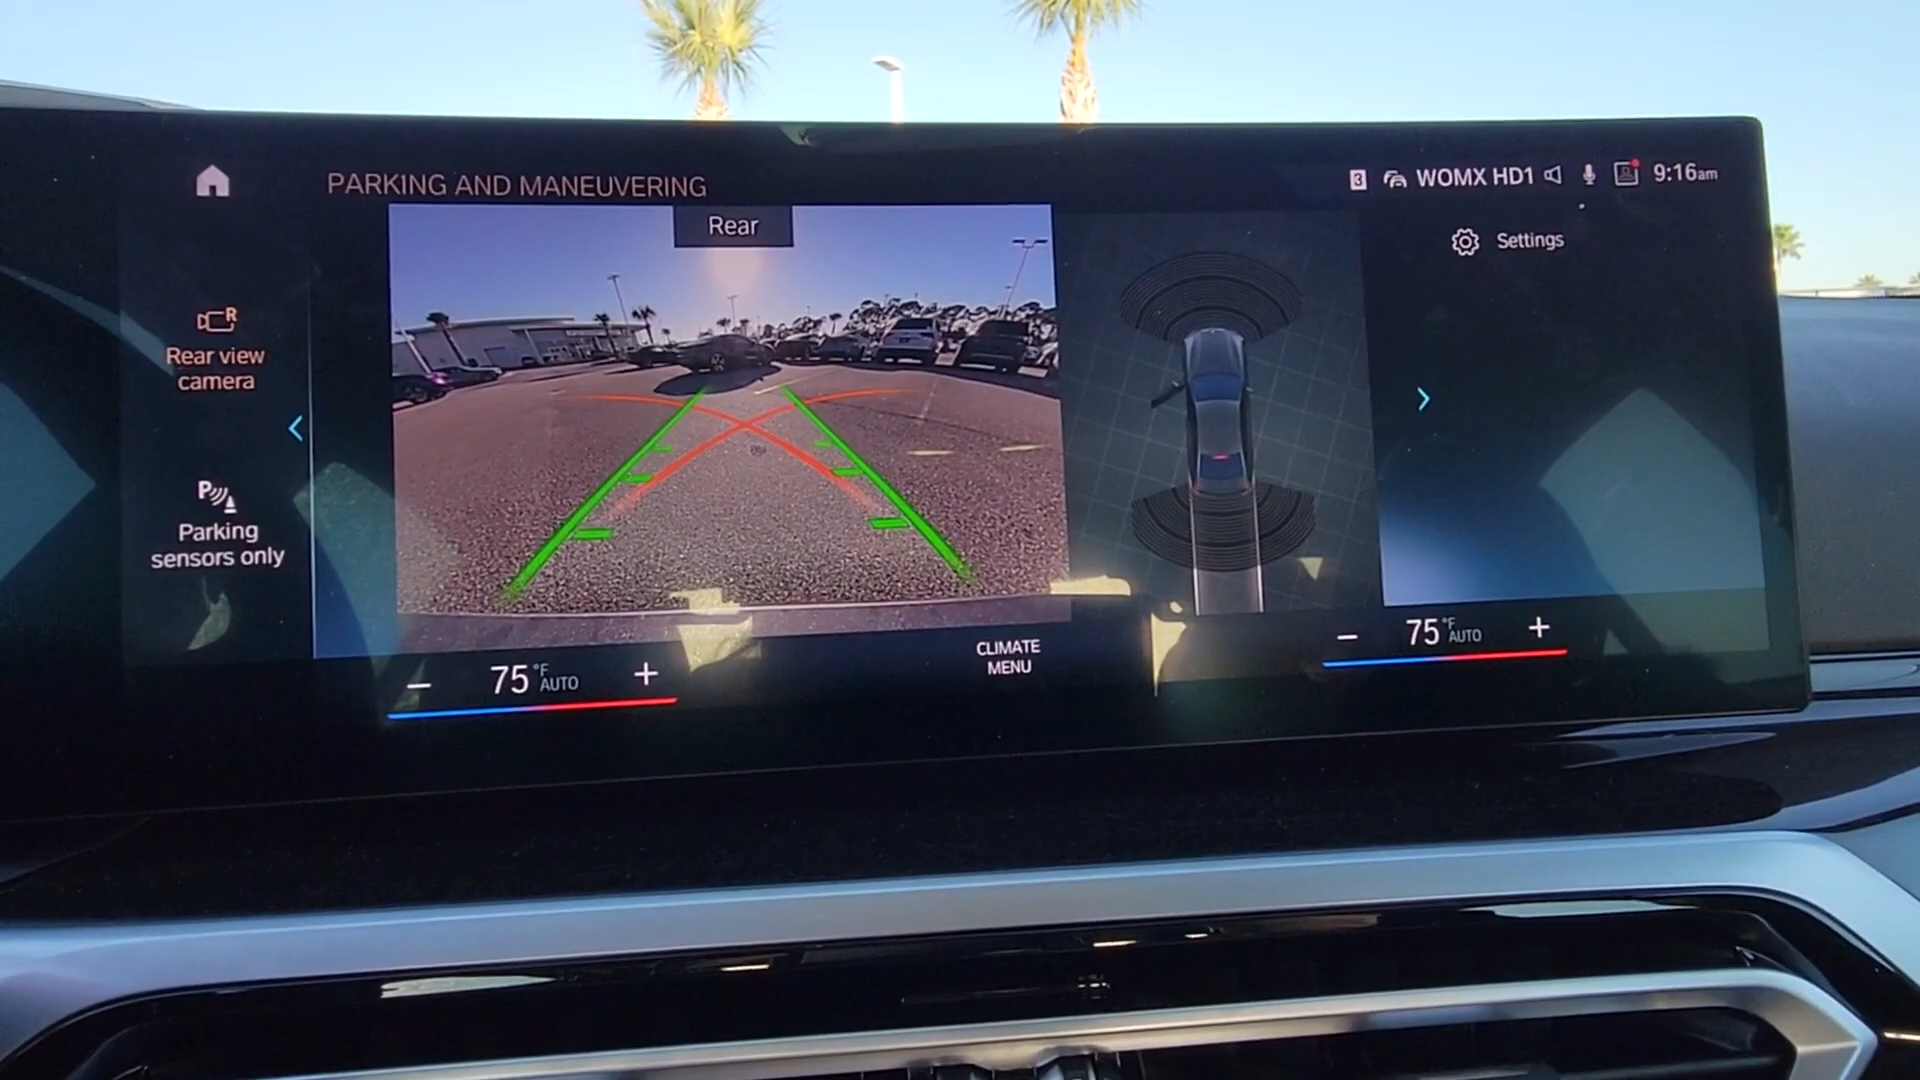 PARKING AND MANEUVERING
3 WOMX HD1 9:16am
Rear
Settings
R
Rear view
camera
P
Parking
sensors only
CLIMATE
MENU
− 75 °F AUTO +
− 75 °F AUTO +